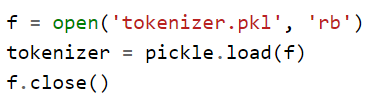 f = open('tokenizer.pkl', 'rb')
tokenizer = pickle.load(f)
f.close()